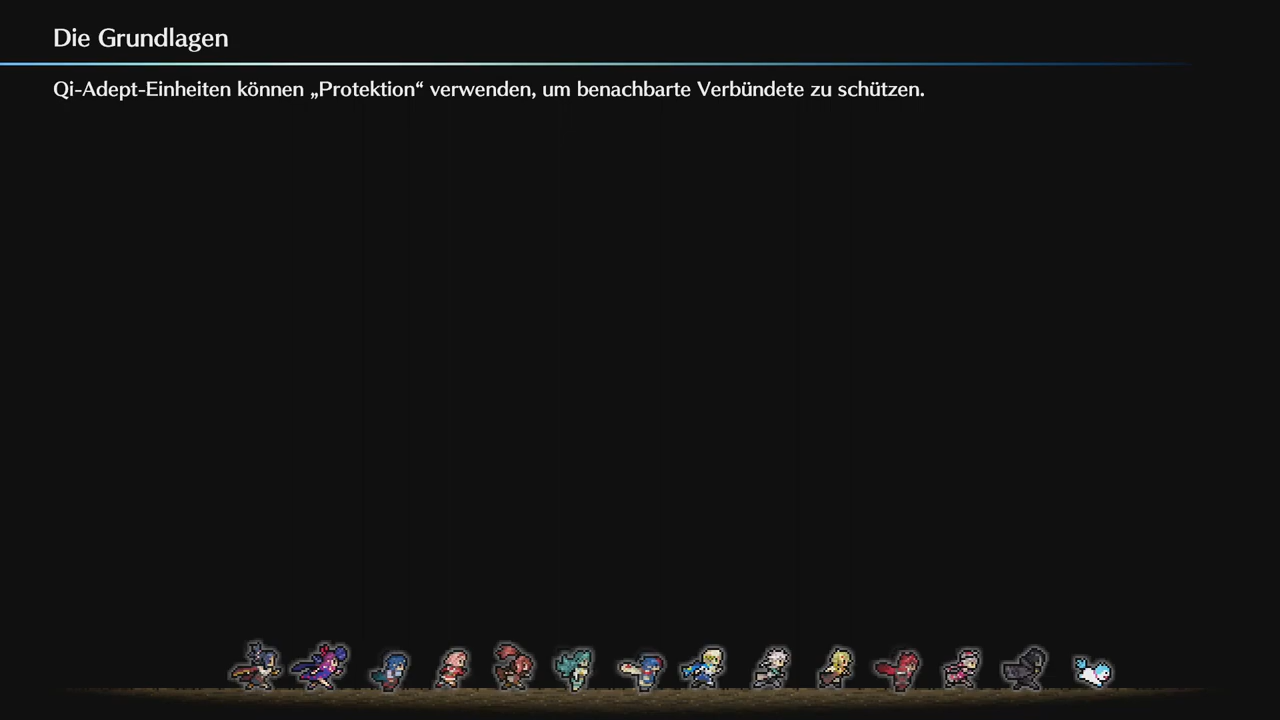 Die Grundlagen
Qi-Adept-Einheiten können „Protektion“ verwenden, um benachbarte Verbündete zu schützen.